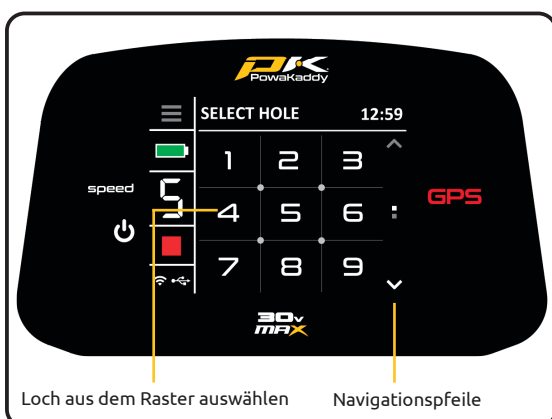 PK
PowaKaddy
SELECT HOLE 12:59
1 2 3
speed
5
GPS
4 5 6
7 8 9
30v
MAX
Loch aus dem Raster auswählen
Navigationspfeile